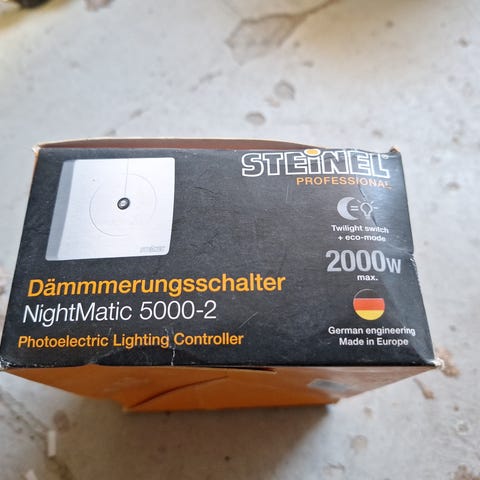 STEINEL
PROFESSIONAL
STEINEL
Twilight switch
+ eco-mode
2000w
max.
Dämmmerungsschalter
NightMatic 5000-2
Photoelectric Lighting Controller
German engineering
Made in Europe